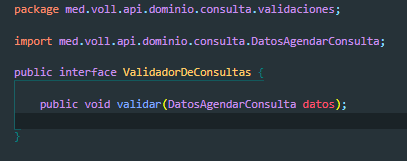 package med.voll.api.dominio.consulta.validaciones;
import med.voll.api.dominio.consulta.DatosAgendarConsulta;
public interface ValidadorDeConsultas {
public void validar(DatosAgendarConsulta datos);
}